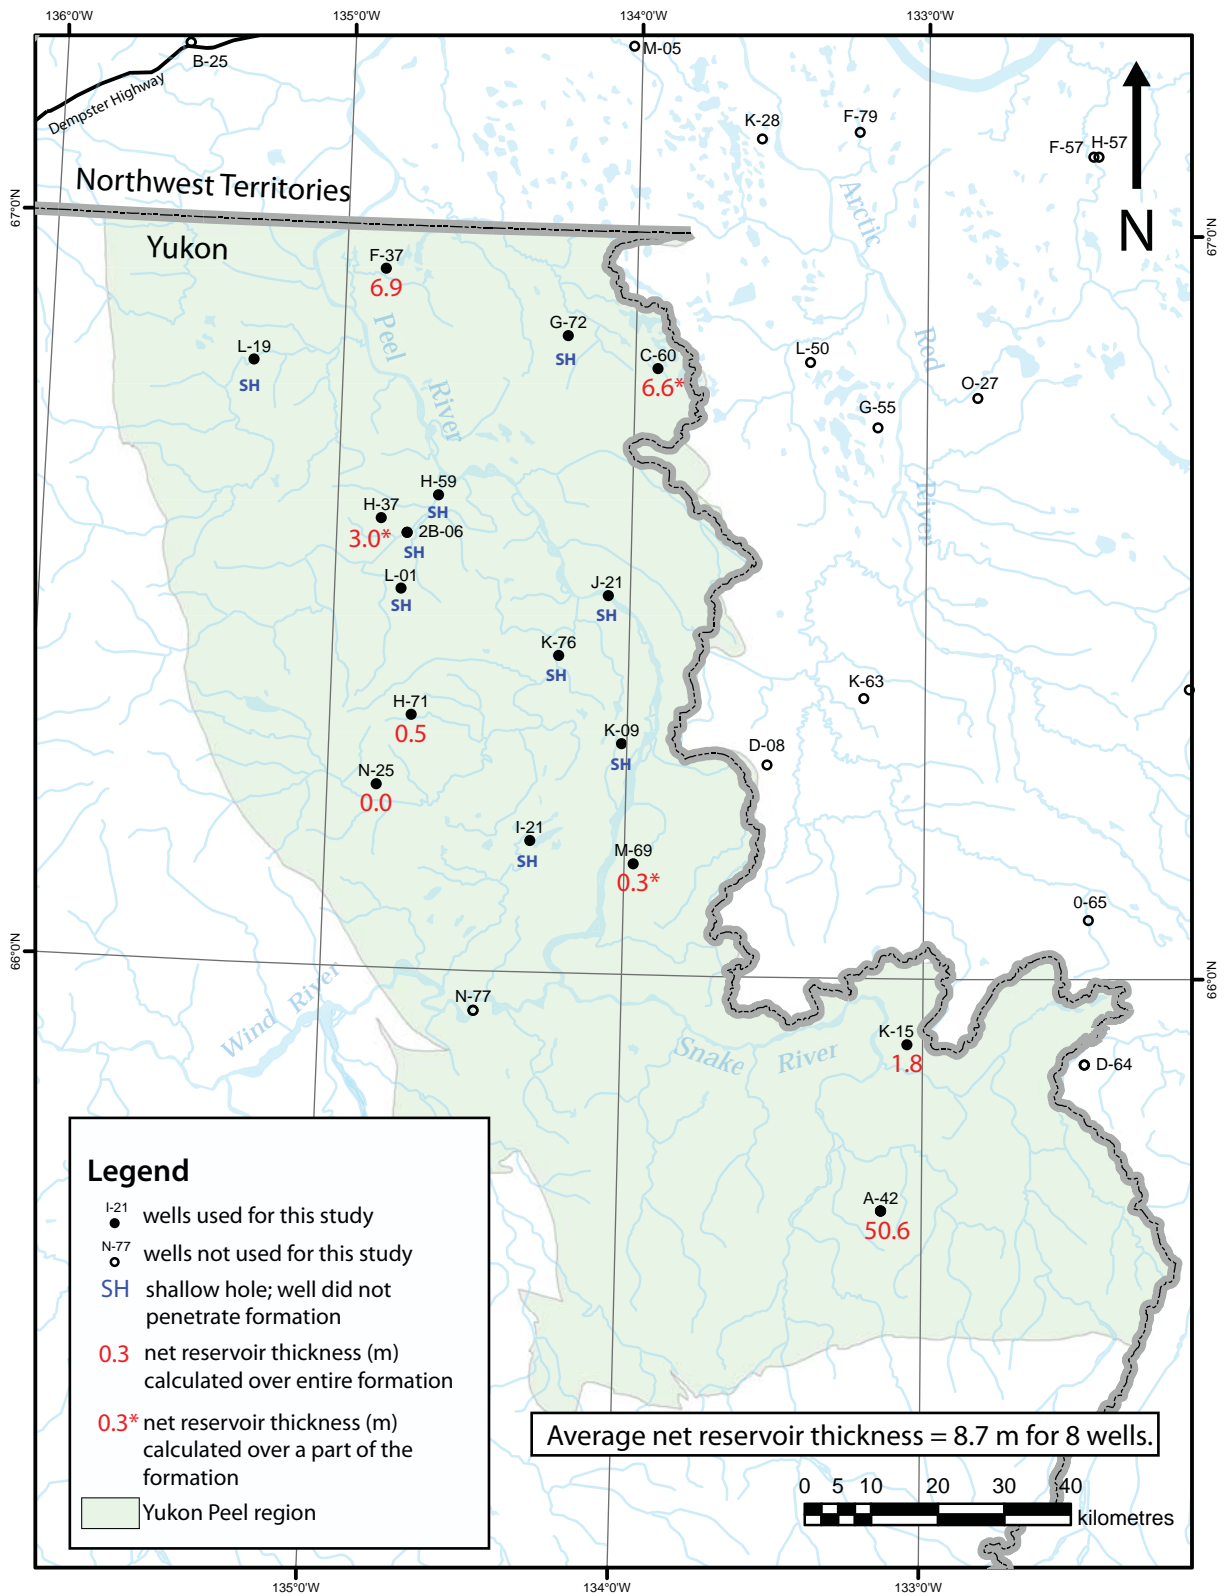 136°0'W
135°0'W
134°0'W
133°0'W
B-25
M-05
Dempster Highway
K-28
F-79
F-57
H-57
Northwest Territories
Arctic
67°0'N
67°0'N
N
Yukon
F-37
6.9
Peel
G-72
SH
L-19
SH
C-60
6.6*
L-50
Red
O-27
G-55
River
H-59
SH
H-37
3.0*
2B-06
SH
River
L-01
SH
J-21
SH
K-76
SH
K-63
H-71
0.5
K-09
SH
D-08
N-25
0.0
I-21
SH
M-69
0.3*
0-65
66°0'N
66°0'N
Wind River
N-77
Snake River
K-15
1.8
D-64
A-42
50.6
Legend
I-21
wells used for this study
N-77
wells not used for this study
SH shallow hole; well did not
penetrate formation
0.3 net reservoir thickness (m)
calculated over entire formation
0.3* net reservoir thickness (m)
calculated over a part of the
formation
Yukon Peel region
Average net reservoir thickness = 8.7 m for 8 wells.
0 5 10 20 30 40
kilometres
135°0'W
134°0'W
133°0'W